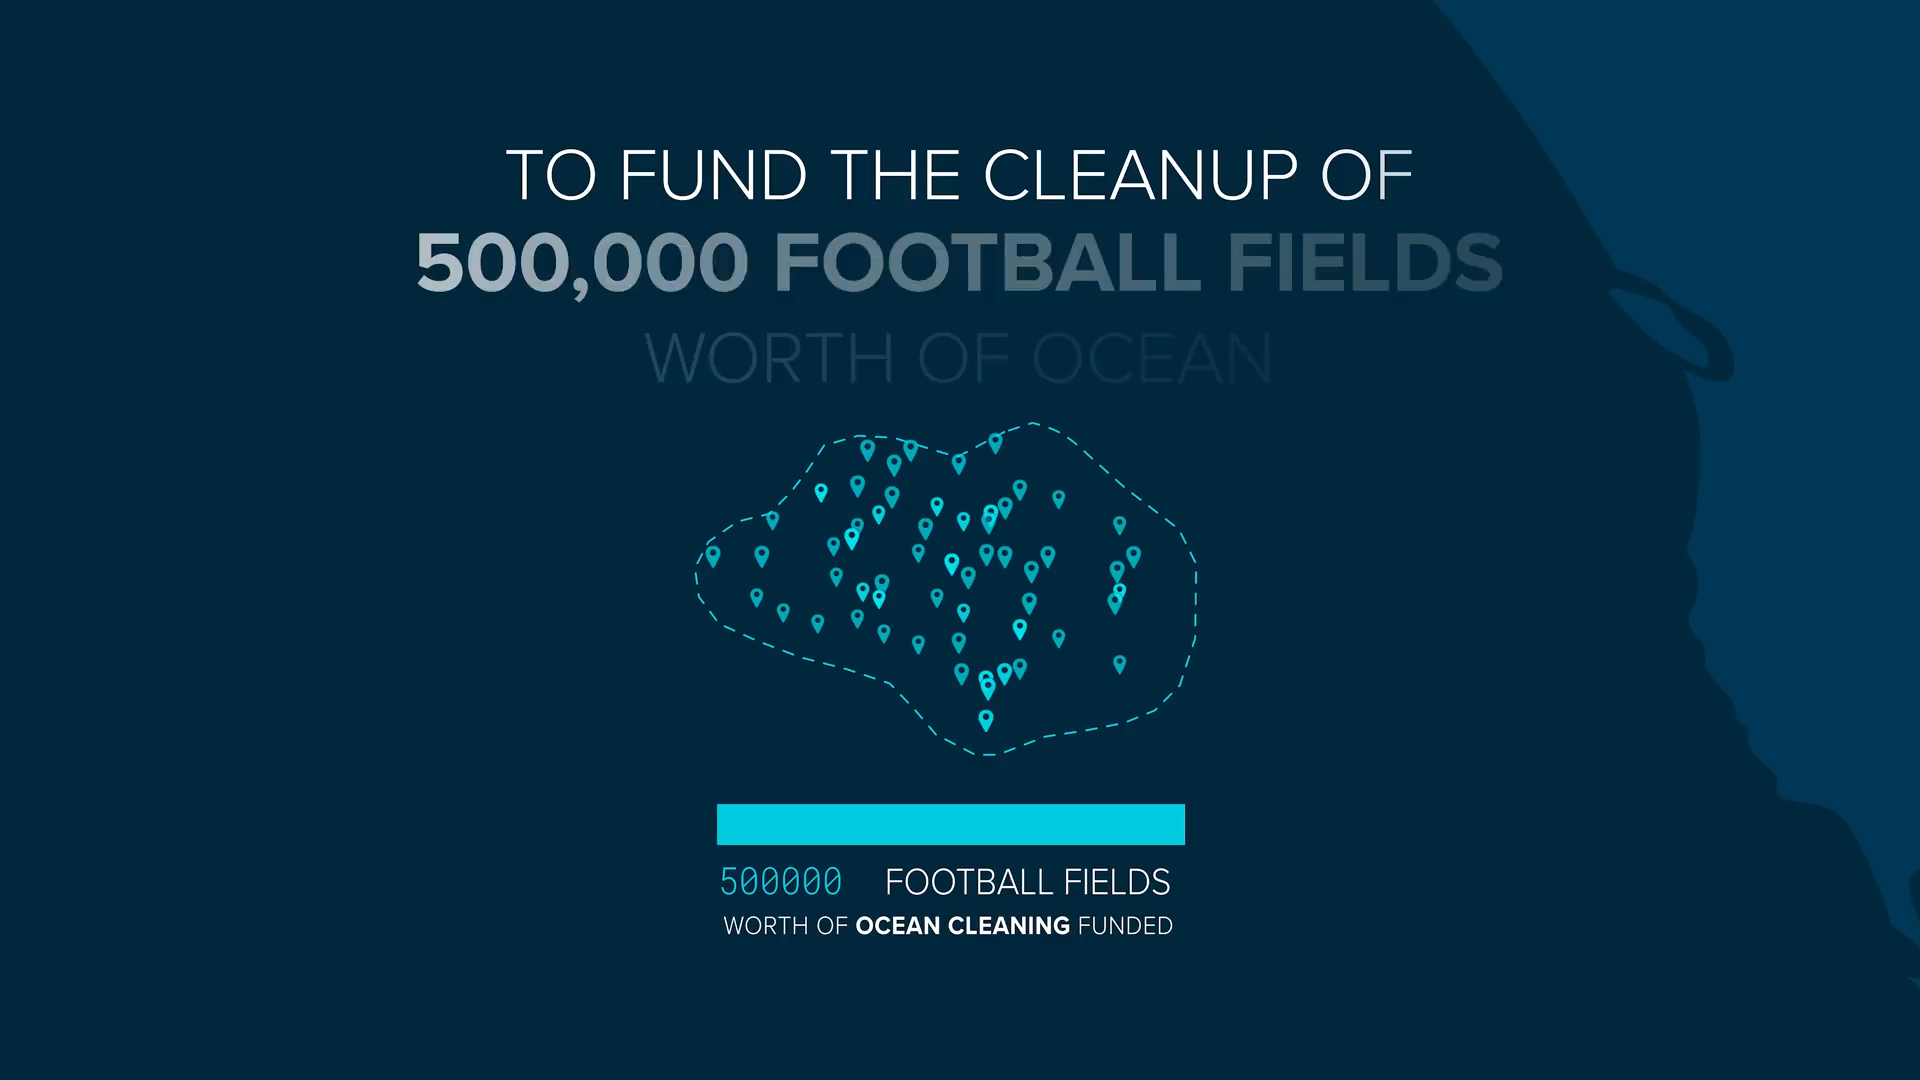 TO FUND THE CLEANUP OF
500,000 FOOTBALL FIELDS
WORTH OF OCEAN
500000 FOOTBALL FIELDS
WORTH OF OCEAN CLEANING FUNDED